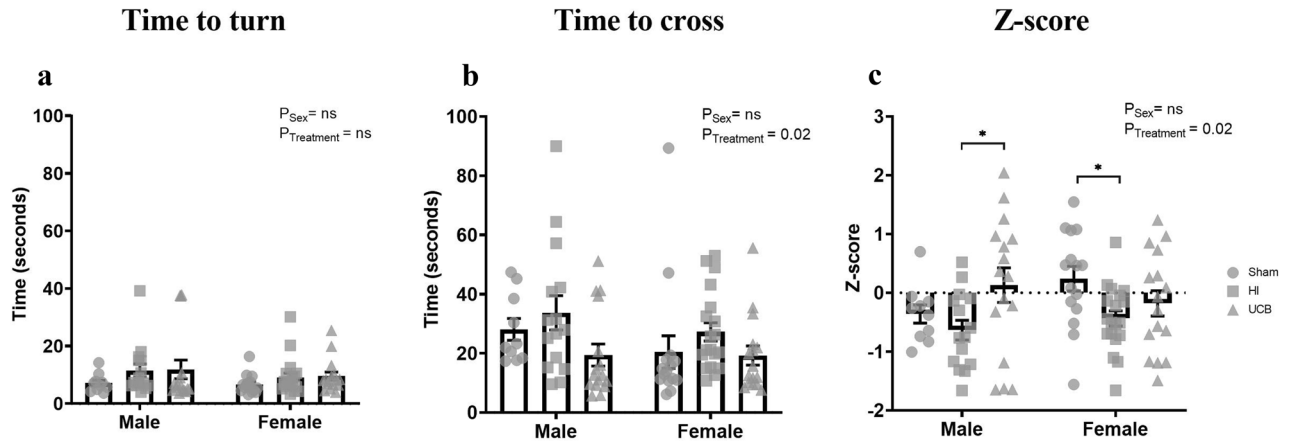 Time to turn
Time to cross
Z-score
a
PSex= ns
PTreatment = ns
100
80
60
40
20
0
Time (seconds)
Male
Female
b
PSex= ns
PTreatment = 0.02
100
80
60
40
20
0
Time (seconds)
Male
Female
c
PSex= ns
PTreatment = 0.02
*
*
3
2
1
0
-1
-2
Z-score
Male
Female
Sham
HI
UCB